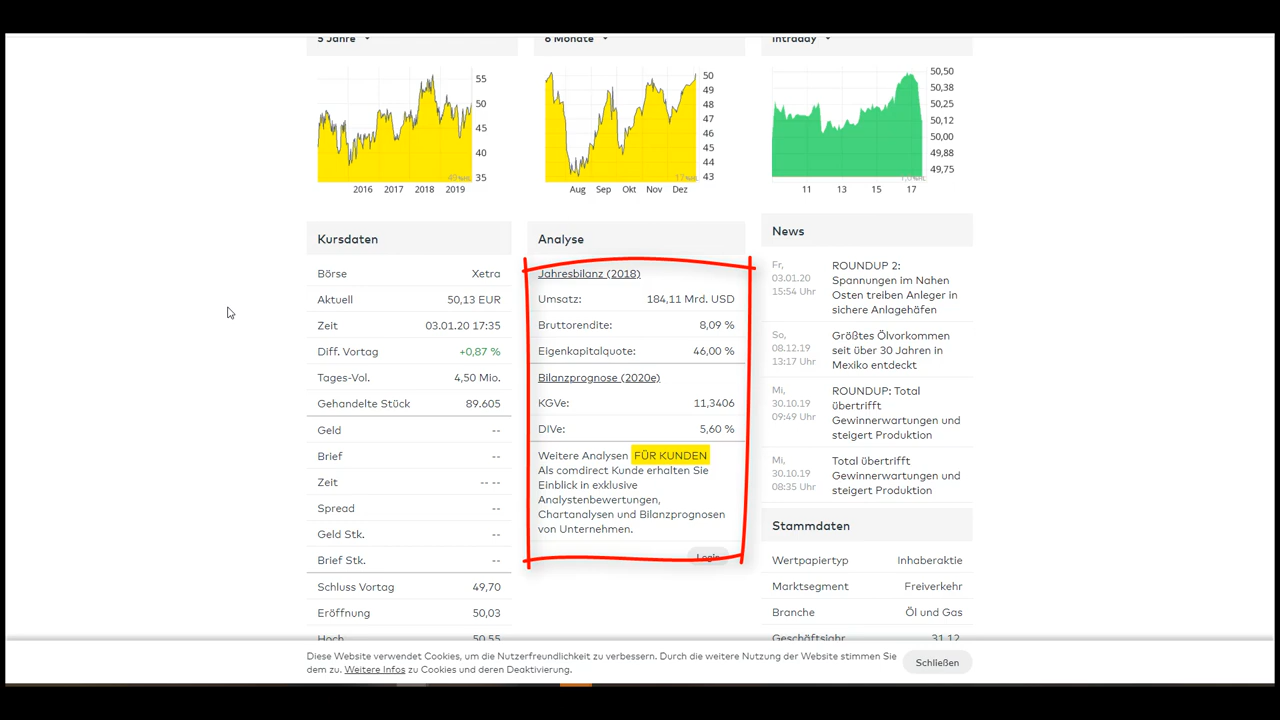 5 Jahre
6 Monate
Intraday
55
50
45
40
35
2016 2017 2018 2019
50
49
48
47
46
45
44
43
Aug Sep Okt Nov Dez
50,50
50,38
50,25
50,12
50,00
49,88
49,75
11 13 15 17
Kursdaten
Börse Xetra
Aktuell 50,13 EUR
Zeit 03.01.20 17:35
Diff. Vortag +0,87 %
Tages-Vol. 4,50 Mio.
Gehandelte Stück 89.605
Geld --
Brief --
Zeit -- --
Spread --
Geld Stk. --
Brief Stk. --
Schluss Vortag 49,70
Eröffnung 50,03
Hoch 50,55
Analyse
Jahresbilanz (2018)
Umsatz: 184,11 Mrd. USD
Bruttorendite: 8,09 %
Eigenkapitalquote: 46,00 %
Bilanzprognose (2020e)
KGVe: 11,3406
DIVe: 5,60 %
Weitere Analysen FÜR KUNDEN
Als comdirect Kunde erhalten Sie
Einblick in exklusive
Analystenbewertungen,
Chartanalysen und Bilanzprognosen
von Unternehmen.
Login
News
Fr,
03.01.20
15:54 Uhr
ROUNDUP 2:
Spannungen im Nahen
Osten treiben Anleger in
sichere Anlagehäfen
So,
08.12.19
13:17 Uhr
Größtes Ölvorkommen
seit über 30 Jahren in
Mexiko entdeckt
Mi,
30.10.19
09:49 Uhr
ROUNDUP: Total
übertrifft
Gewinnerwartungen und
steigert Produktion
Mi,
30.10.19
08:35 Uhr
Total übertrifft
Gewinnerwartungen und
steigert Produktion
Stammdaten
Wertpapiertyp Inhaberaktie
Marktsegment Freiverkehr
Branche Öl und Gas
Geschäftsjahr 31.12.
Diese Website verwendet Cookies, um die Nutzerfreundlichkeit zu verbessern. Durch die weitere Nutzung der Website stimmen Sie
dem zu. Weitere Infos zu Cookies und deren Deaktivierung.
Schließen